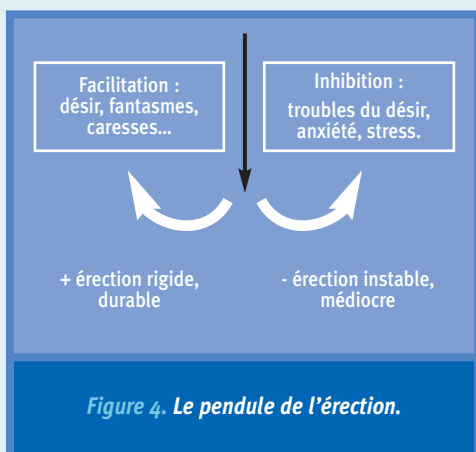 Facilitation :
désir, fantasmes,
caresses...
Inhibition :
troubles du désir,
anxiété, stress.
+ érection rigide,
durable
- érection instable,
médiocre
Figure 4. Le pendule de l'érection.